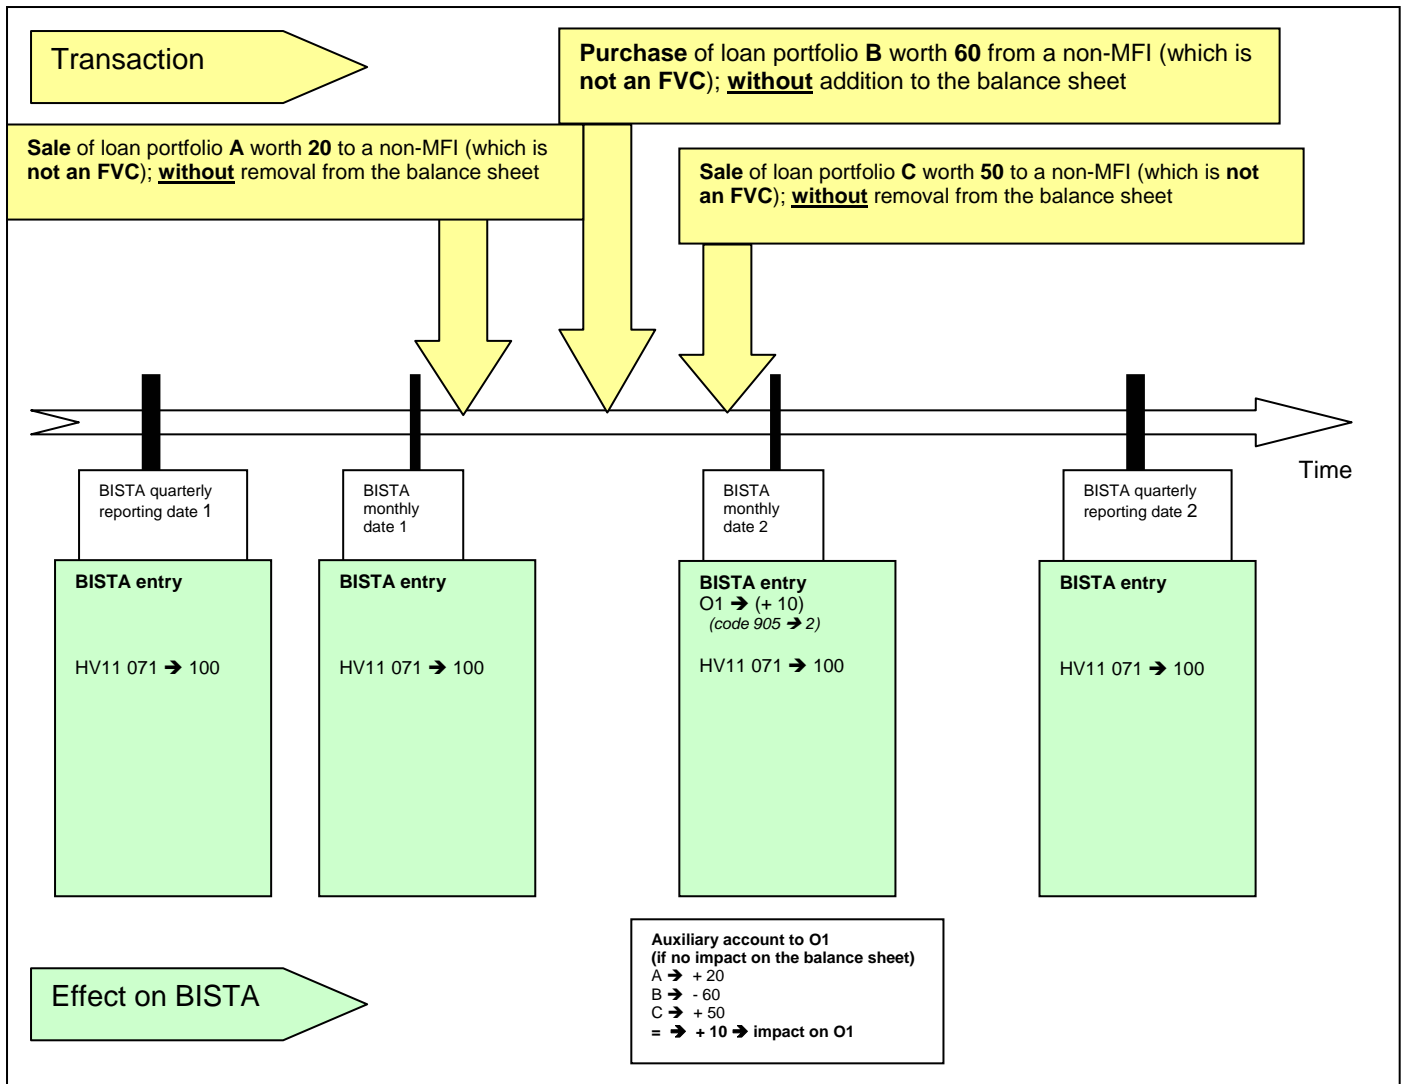 Transaction
Purchase of loan portfolio B worth 60 from a non-MFI (which is
not an FVC); without addition to the balance sheet
Sale of loan portfolio A worth 20 to a non-MFI (which is
not an FVC); without removal from the balance sheet
Sale of loan portfolio C worth 50 to a non-MFI (which is not
an FVC); without removal from the balance sheet
Time
BISTA quarterly
reporting date 1
BISTA
monthly
date 1
BISTA
monthly
date 2
BISTA quarterly
reporting date 2
BISTA entry
HV11 071 ➔ 100
BISTA entry
HV11 071 ➔ 100
BISTA entry
O1 ➔ (+ 10)
(code 905 ➔ 2)
HV11 071 ➔ 100
BISTA entry
HV11 071 ➔ 100
Effect on BISTA
Auxiliary account to O1
(if no impact on the balance sheet)
A ➔ + 20
B ➔ - 60
C ➔ + 50
= ➔ + 10 ➔ impact on O1